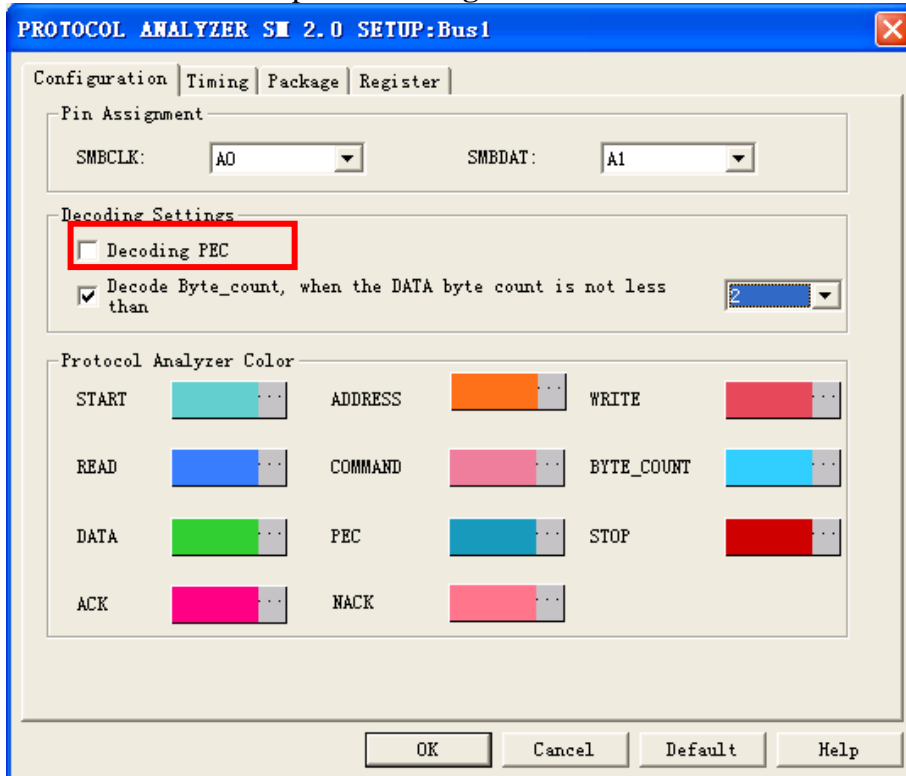 PROTOCOL ANALYZER SM 2.0 SETUP:Bus1
Configuration Timing Package Register
Pin Assignment
SMBCLK: A0 SMBDAT: A1
Decoding Settings
Decoding PEC
Decode Byte_count, when the DATA byte count is not less than 2
Protocol Analyzer Color
START ... ADDRESS ... WRITE ...
READ ... COMMAND ... BYTE_COUNT ...
DATA ... PEC ... STOP ...
ACK ... NACK ...
OK Cancel Default Help